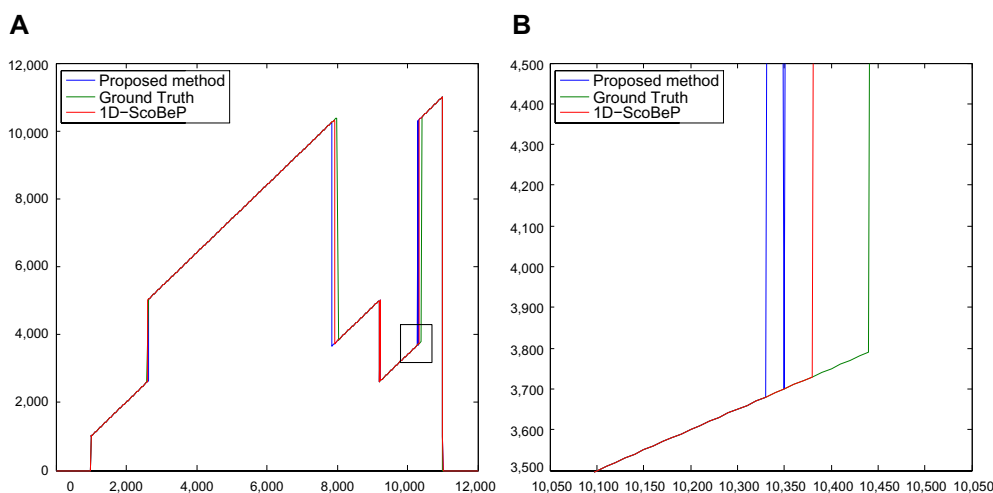 A
12,000
10,000
8,000
6,000
4,000
2,000
0
Proposed method
Ground Truth
1D−ScoBeP
0 2,000 4,000 6,000 8,000 10,000 12,000
B
4,500
4,400
4,300
4,200
4,100
4,000
3,900
3,800
3,700
3,600
3,500
Proposed method
Ground Truth
1D−ScoBeP
10,050 10,100 10,150 10,200 10,250 10,330 10,350 10,400 10,450 10,500 10,050